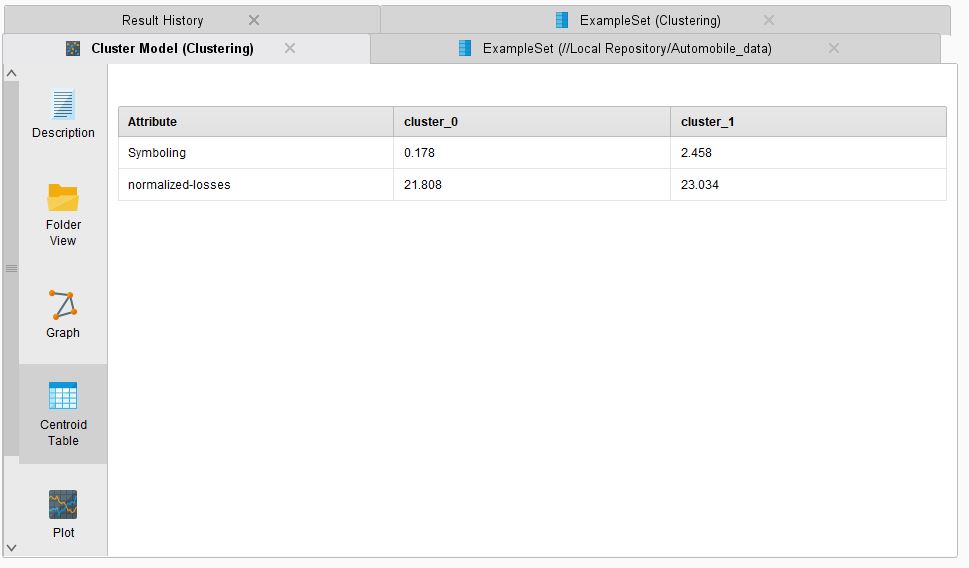 Result History
ExampleSet (Clustering)
Cluster Model (Clustering)
ExampleSet (//Local Repository/Automobile_data)
Description
Folder
View
Graph
Centroid
Table
Plot
Attribute cluster_0 cluster_1
Symboling 0.178 2.458
normalized-losses 21.808 23.034